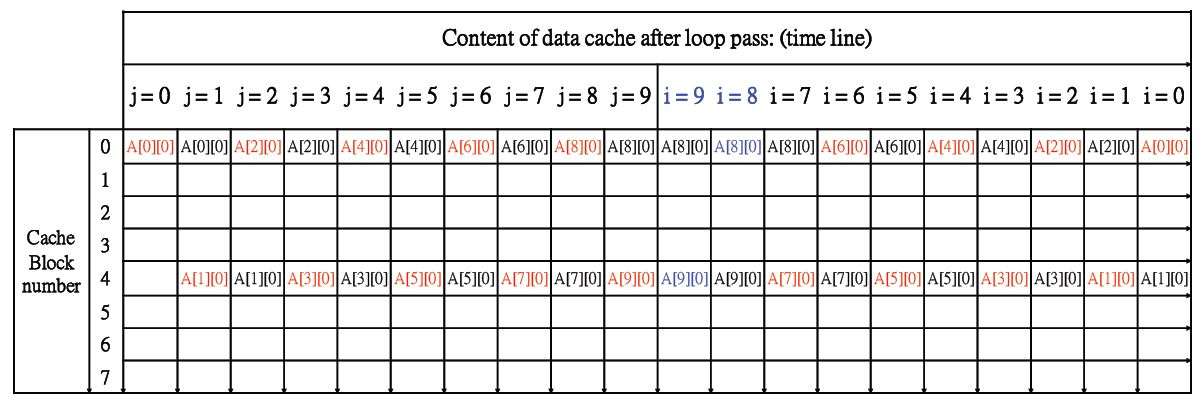 Content of data cache after loop pass: (time line)
j = 0 j = 1 j = 2 j = 3 j = 4 j = 5 j = 6 j = 7 j = 8 j = 9 i = 9 i = 8 i = 7 i = 6 i = 5 i = 4 i = 3 i = 2 i = 1 i = 0
Cache
Block
number
0 A[0][0] A[0][0] A[2][0] A[2][0] A[4][0] A[4][0] A[6][0] A[6][0] A[8][0] A[8][0] A[8][0] A[8][0] A[8][0] A[6][0] A[6][0] A[4][0] A[4][0] A[2][0] A[2][0] A[0][0]
1
2
3
4 A[1][0] A[1][0] A[3][0] A[3][0] A[5][0] A[5][0] A[7][0] A[7][0] A[9][0] A[9][0] A[9][0] A[7][0] A[7][0] A[5][0] A[5][0] A[3][0] A[3][0] A[1][0] A[1][0]
5
6
7